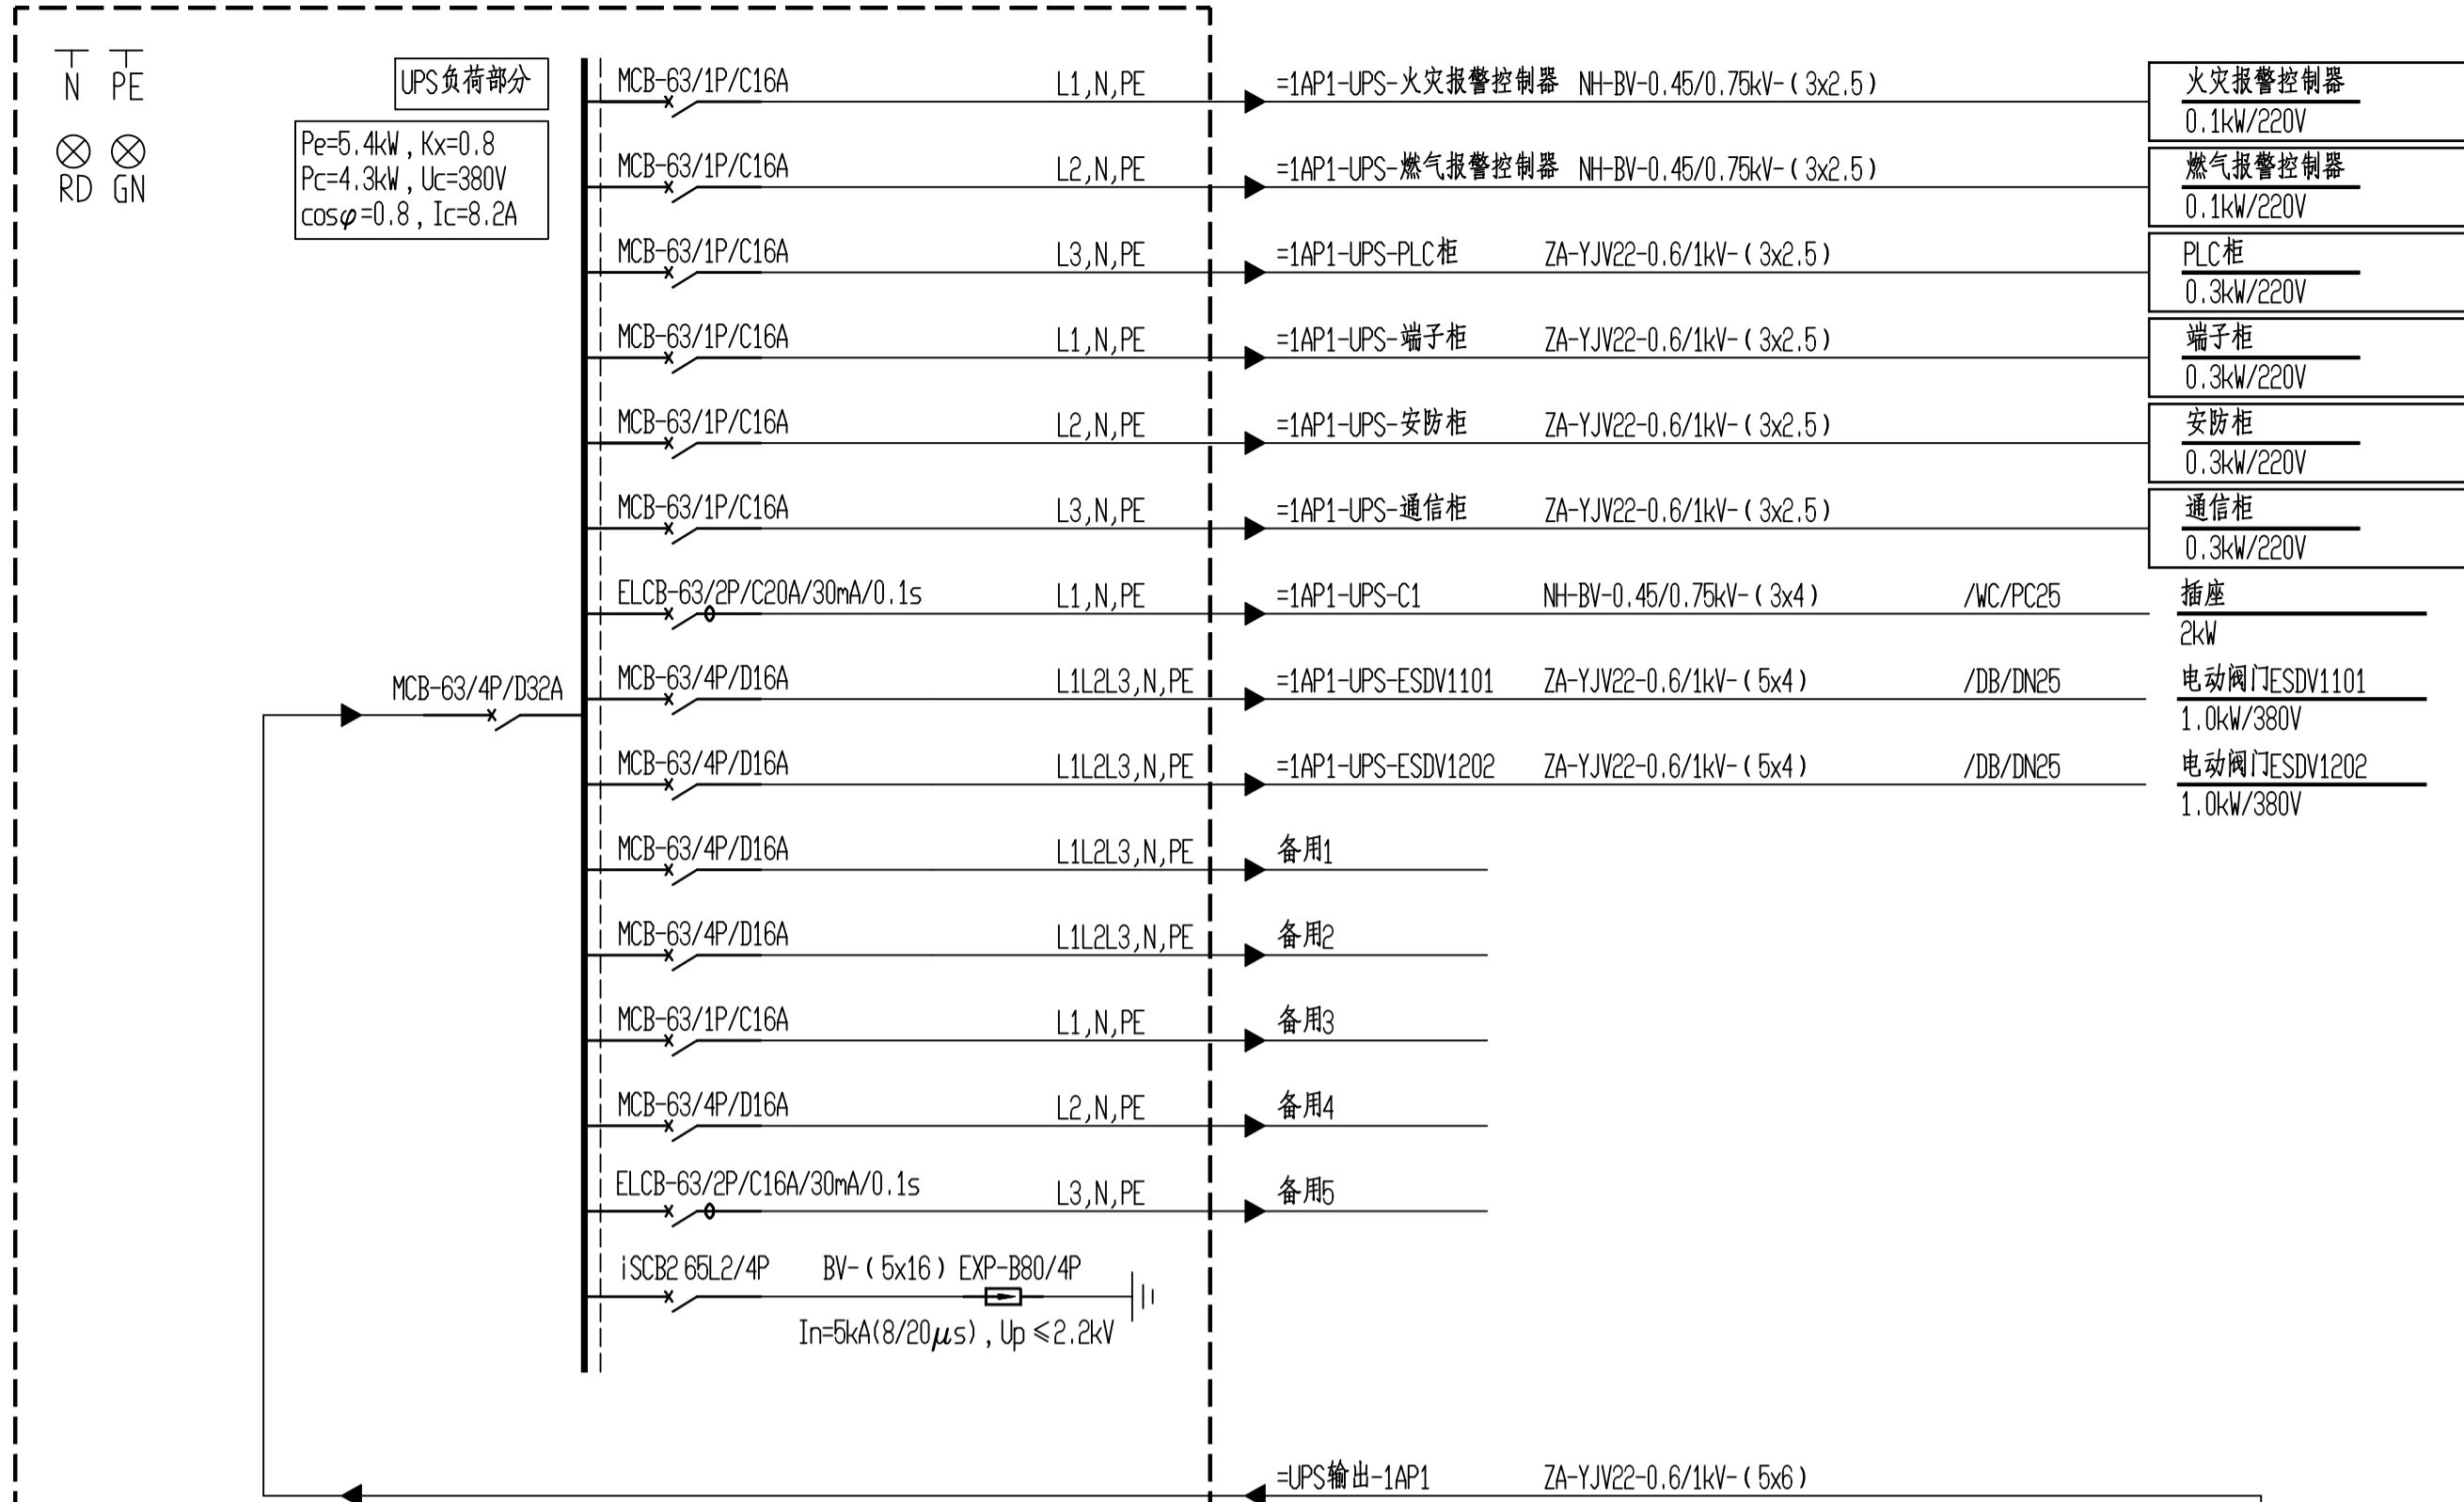 N PE
RD GN
UPS负荷部分
Pe=5.4kW,Kx=0.8
Pc=4.3kW,Uc=380V
cosφ=0.8,Ic=8.2A
MCB-63/1P/C16A L1,N,PE =1AP1-UPS-火灾报警控制器 NH-BV-0.45/0.75kV-(3x2.5) 火灾报警控制器
0.1kW/220V
MCB-63/1P/C16A L2,N,PE =1AP1-UPS-燃气报警控制器 NH-BV-0.45/0.75kV-(3x2.5) 燃气报警控制器
0.1kW/220V
MCB-63/1P/C16A L3,N,PE =1AP1-UPS-PLC柜 ZA-YJV22-0.6/1kV-(3x2.5) PLC柜
0.3kW/220V
MCB-63/1P/C16A L1,N,PE =1AP1-UPS-端子柜 ZA-YJV22-0.6/1kV-(3x2.5) 端子柜
0.3kW/220V
MCB-63/1P/C16A L2,N,PE =1AP1-UPS-安防柜 ZA-YJV22-0.6/1kV-(3x2.5) 安防柜
0.3kW/220V
MCB-63/1P/C16A L3,N,PE =1AP1-UPS-通信柜 ZA-YJV22-0.6/1kV-(3x2.5) 通信柜
0.3kW/220V
ELCB-63/2P/C20A/30mA/0.1s L1,N,PE =1AP1-UPS-C1 NH-BV-0.45/0.75kV-(3x4) /WC/PC25 插座
2kW
MCB-63/4P/D32A
MCB-63/4P/D16A L1L2L3,N,PE =1AP1-UPS-ESDV1101 ZA-YJV22-0.6/1kV-(5x4) /DB/DN25 电动阀门ESDV1101
1.0kW/380V
MCB-63/4P/D16A L1L2L3,N,PE =1AP1-UPS-ESDV1202 ZA-YJV22-0.6/1kV-(5x4) /DB/DN25 电动阀门ESDV1202
1.0kW/380V
MCB-63/4P/D16A L1L2L3,N,PE 备用1
MCB-63/4P/D16A L1L2L3,N,PE 备用2
MCB-63/1P/C16A L1,N,PE 备用3
MCB-63/4P/D16A L2,N,PE 备用4
ELCB-63/2P/C16A/30mA/0.1s L3,N,PE 备用5
iSCB2 65L2/4P BV-(5x16) EXP-B80/4P
In=5kA(8/20μs),Up≤2.2kV
=UPS输出-1AP1 ZA-YJV22-0.6/1kV-(5x6)